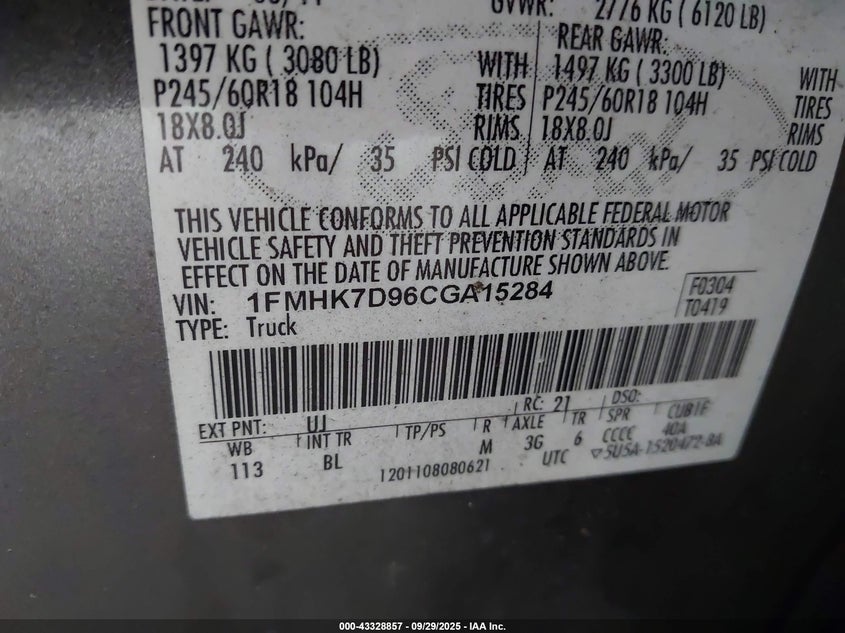 GVWR: 2776 KG ( 6120 LB)
FRONT GAWR: REAR GAWR:
1397 KG ( 3080 LB) WITH 1497 KG ( 3300 LB) WITH
P245/60R18 104H TIRES P245/60R18 104H TIRES
18X8.0J RIMS 18X8.0J RIMS
AT 240 kPa/ 35 PSI COLD AT 240 kPa/ 35 PSI COLD
THIS VEHICLE CONFORMS TO ALL APPLICABLE FEDERAL MOTOR
VEHICLE SAFETY AND THEFT PREVENTION STANDARDS IN
EFFECT ON THE DATE OF MANUFACTURE SHOWN ABOVE.
VIN: 1FMHK7D96CGA15284 F0304
TYPE: Truck T0419
EXT PNT: UJ RC: 21 DSO:
WB INT TR TP/PS R AXLE TR SPR CUB1F
113 BL M 3G 6 CCCC 40A
1201108080621 UTC ▽5U5A-1520472-BA
000-43328857 - 09/29/2025 - IAA Inc.